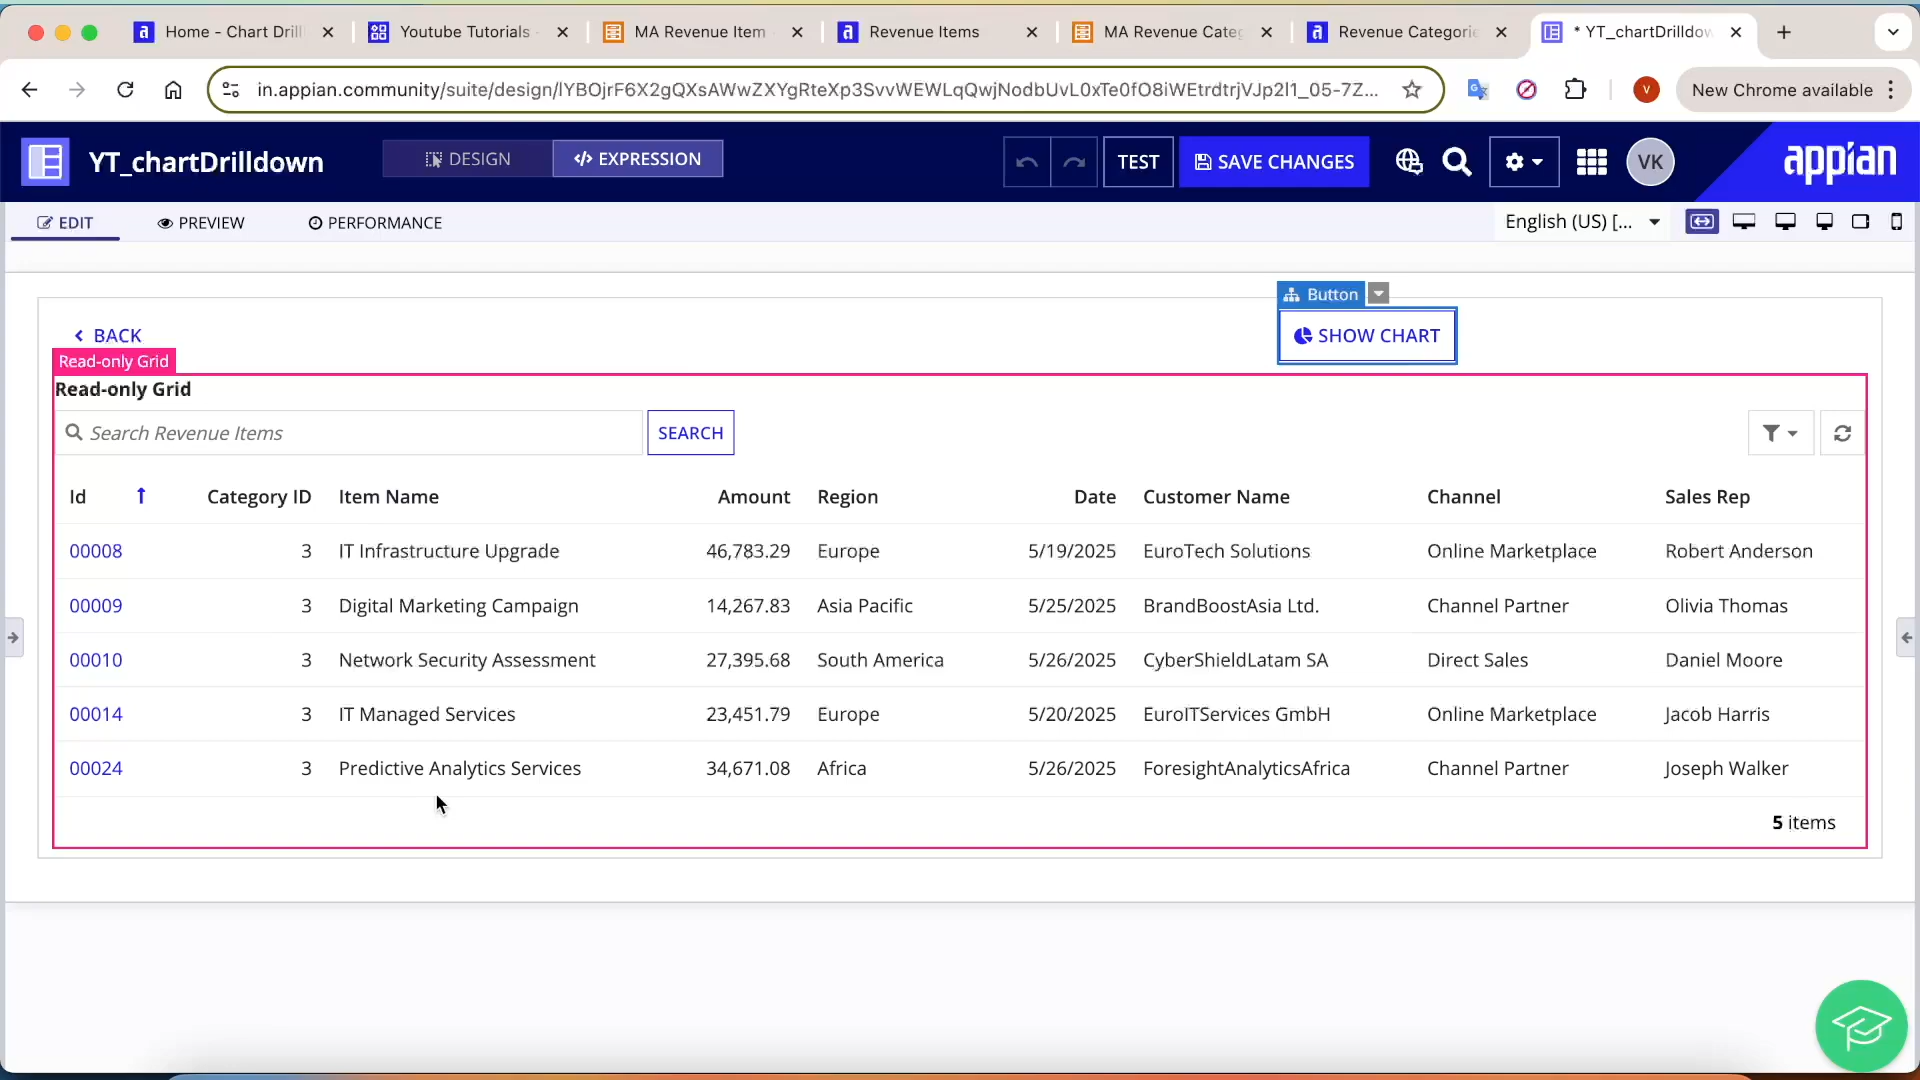 Home - Chart Drill
Youtube Tutorials -
MA Revenue Item
Revenue Items
MA Revenue Cate
Revenue Categorie
* YT_chartDrilldow
in.appian.community/suite/design/lYBOjrF6X2gQXsAWwZXYgRteXp3SvvWEWLqQwjNodbUvL0xTe0fO8iWEtrdtrjVJp2l1_05-7Z...
V
New Chrome available
YT_chartDrilldown
DESIGN
EXPRESSION
TEST
SAVE CHANGES
VK
appian
EDIT
PREVIEW
PERFORMANCE
English (US) [...
Button
BACK
SHOW CHART
Read-only Grid
Read-only Grid
Search Revenue Items
SEARCH
Id Category ID Item Name Amount Region Date Customer Name Channel Sales Rep
00008 3 IT Infrastructure Upgrade 46,783.29 Europe 5/19/2025 EuroTech Solutions Online Marketplace Robert Anderson
00009 3 Digital Marketing Campaign 14,267.83 Asia Pacific 5/25/2025 BrandBoostAsia Ltd. Channel Partner Olivia Thomas
00010 3 Network Security Assessment 27,395.68 South America 5/26/2025 CyberShieldLatam SA Direct Sales Daniel Moore
00014 3 IT Managed Services 23,451.79 Europe 5/20/2025 EuroITServices GmbH Online Marketplace Jacob Harris
00024 3 Predictive Analytics Services 34,671.08 Africa 5/26/2025 ForesightAnalyticsAfrica Channel Partner Joseph Walker
5 items